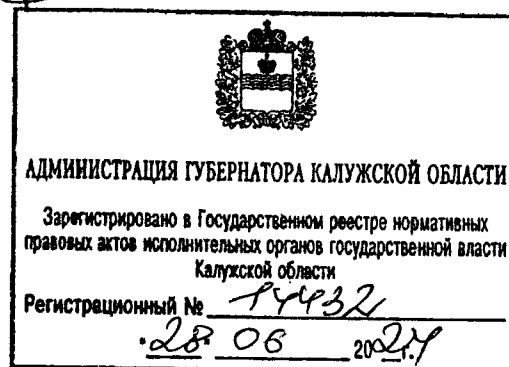 АДМИНИСТРАЦИЯ ГУБЕРНАТОРА КАЛУЖСКОЙ ОБЛАСТИ
Зарегистрировано в Государственном реестре нормативных
правовых актов исполнительных органов государственной власти
Калужской области
Регистрационный № 14432
"28" 06 2024г.